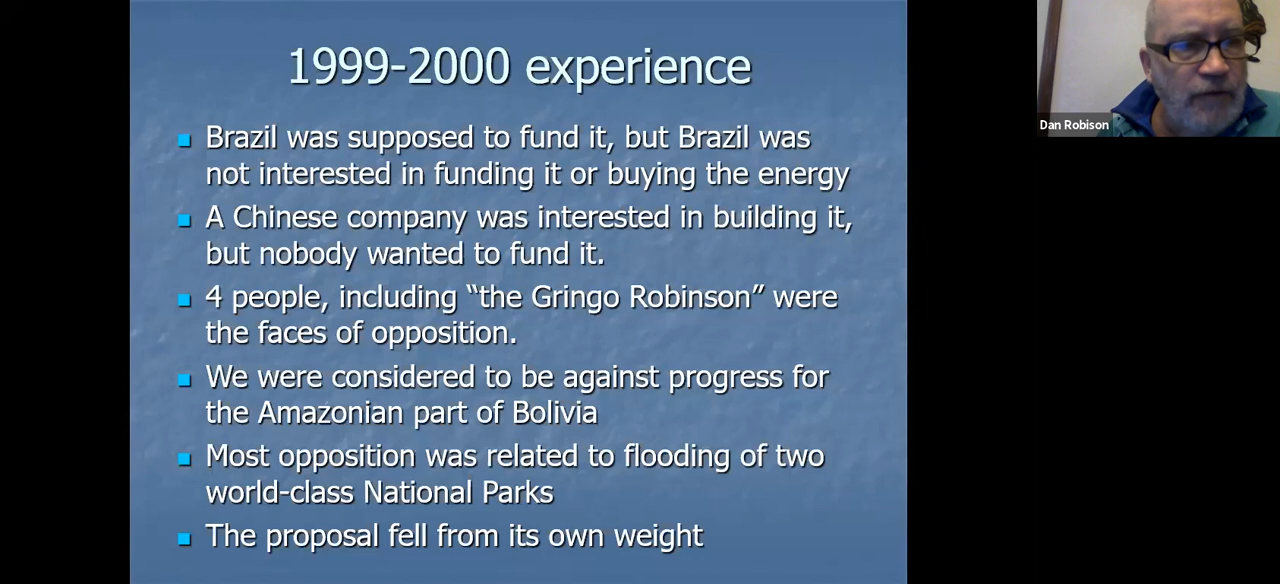 1999-2000 experience
Brazil was supposed to fund it, but Brazil was
not interested in funding it or buying the energy
A Chinese company was interested in building it,
but nobody wanted to fund it.
4 people, including “the Gringo Robinson” were
the faces of opposition.
We were considered to be against progress for
the Amazonian part of Bolivia
Most opposition was related to flooding of two
world-class National Parks
The proposal fell from its own weight
Dan Robison